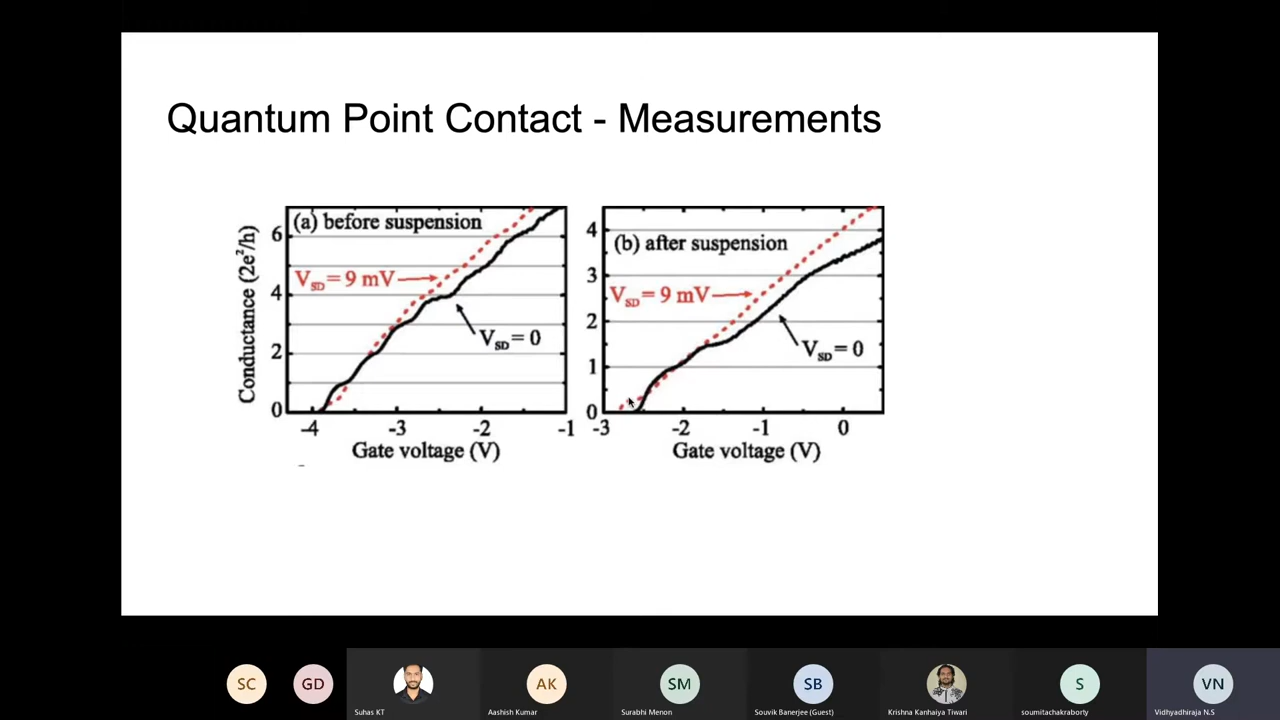 Quantum Point Contact - Measurements
(a) before suspension
V_SD = 9 mV
V_SD = 0
Conductance (2e²/h)
6
4
2
0
-4 -3 -2 -1
Gate voltage (V)
(b) after suspension
V_SD = 9 mV
V_SD = 0
4
3
2
1
0
-3 -2 -1 0
Gate voltage (V)
SC GD AK SM SB S VN
Suhas KT
Aashish Kumar
Surabhi Menon
Souvik Banerjee (Guest)
Krishna Kanhaiya Tiwari
soumitachakraborty
Vidhyadhiraja N.S